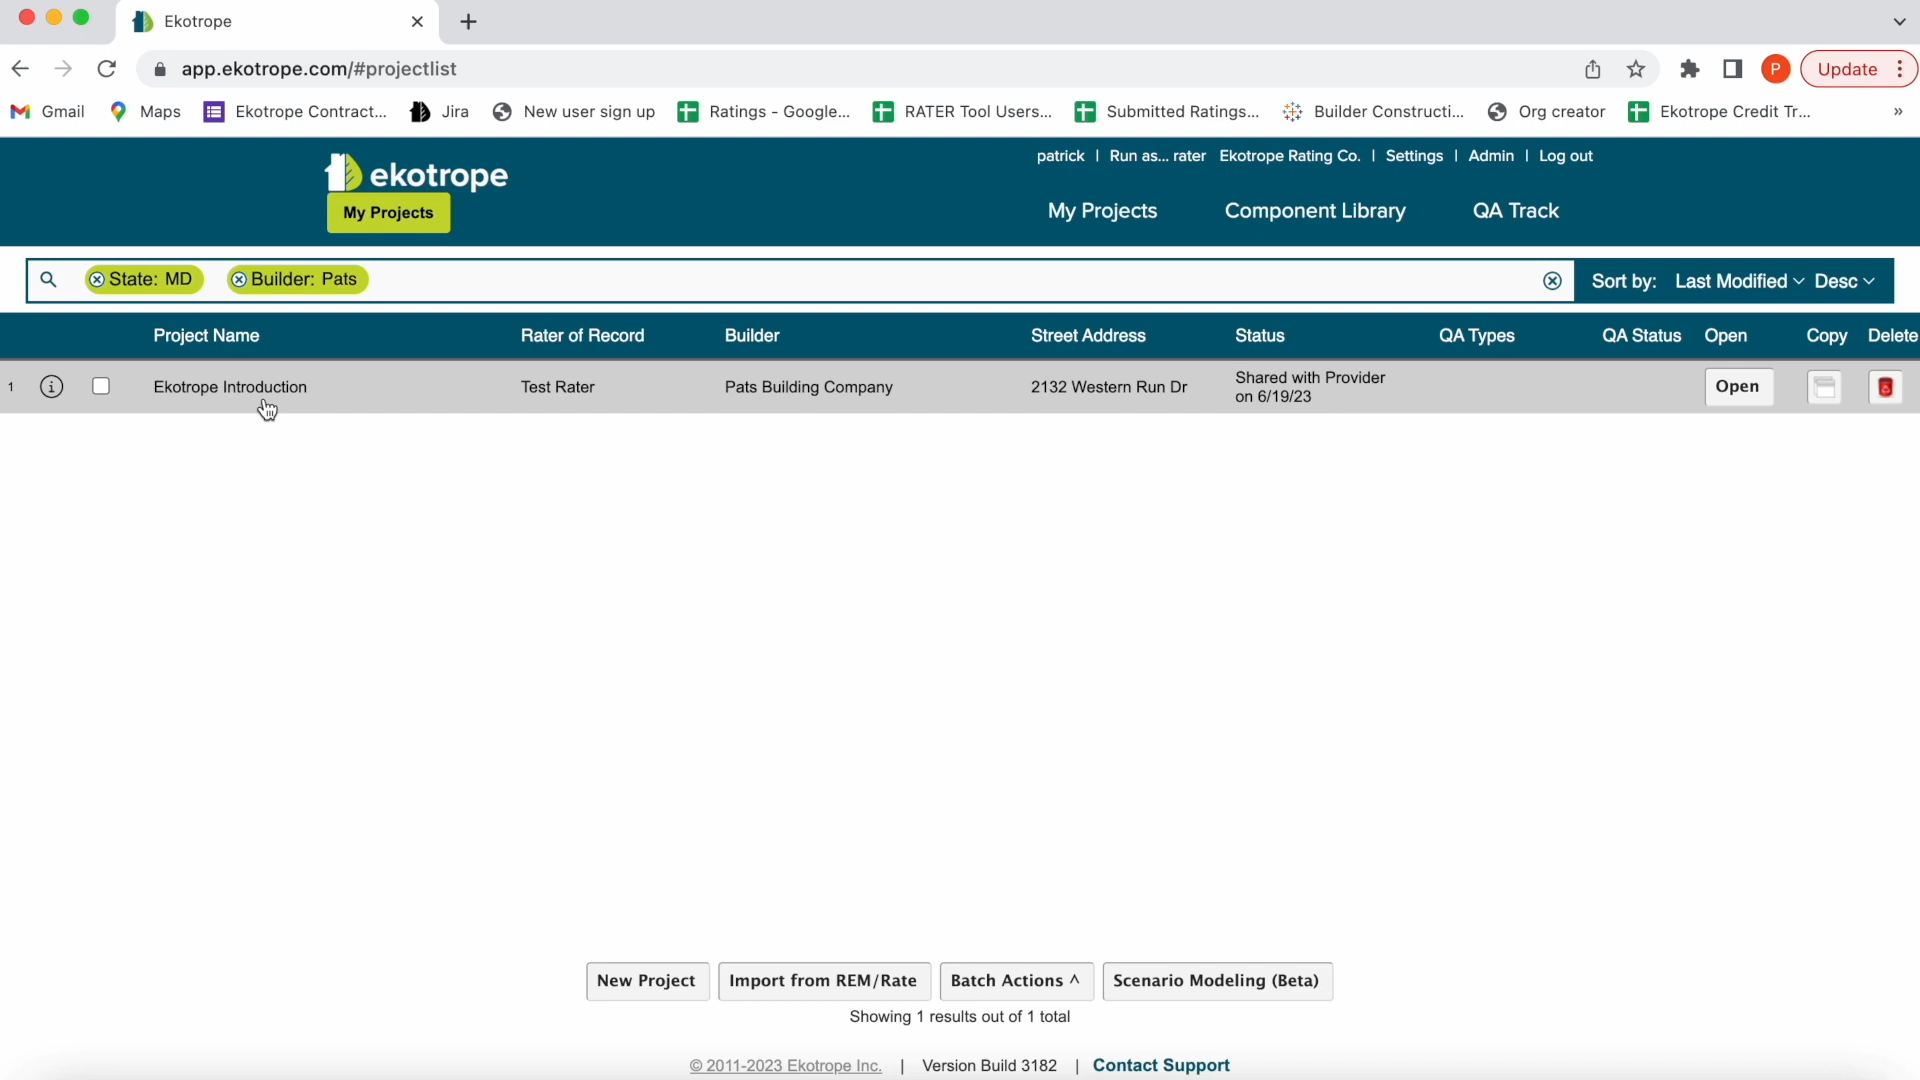 Ekotrope
app.ekotrope.com/#projectlist
P
Update
Gmail
Maps
Ekotrope Contract...
Jira
New user sign up
Ratings - Google...
RATER Tool Users...
Submitted Ratings...
Builder Constructi...
Org creator
Ekotrope Credit Tr...
»
ekotrope
patrick | Run as... rater Ekotrope Rating Co. | Settings | Admin | Log out
My Projects
My Projects
Component Library
QA Track
State: MD
Builder: Pats
Sort by: Last Modified Desc
Project Name
Rater of Record
Builder
Street Address
Status
QA Types
QA Status
Open
Copy
Delete
1
Ekotrope Introduction
Test Rater
Pats Building Company
2132 Western Run Dr
Shared with Provider
on 6/19/23
Open
New Project
Import from REM/Rate
Batch Actions ^
Scenario Modeling (Beta)
Showing 1 results out of 1 total
© 2011-2023 Ekotrope Inc. | Version Build 3182 | Contact Support